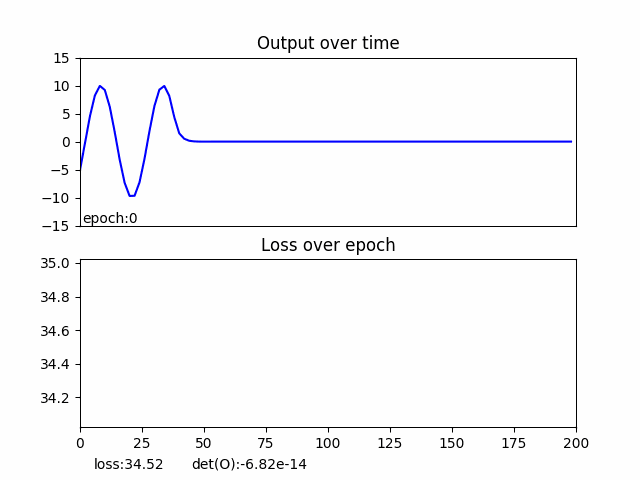 Output over time
15
10
5
0
−5
−10
−15
epoch:0
Loss over epoch
35.0
34.8
34.6
34.4
34.2
0 25 50 75 100 125 150 175 200
loss:34.52 det(O):-6.82e-14